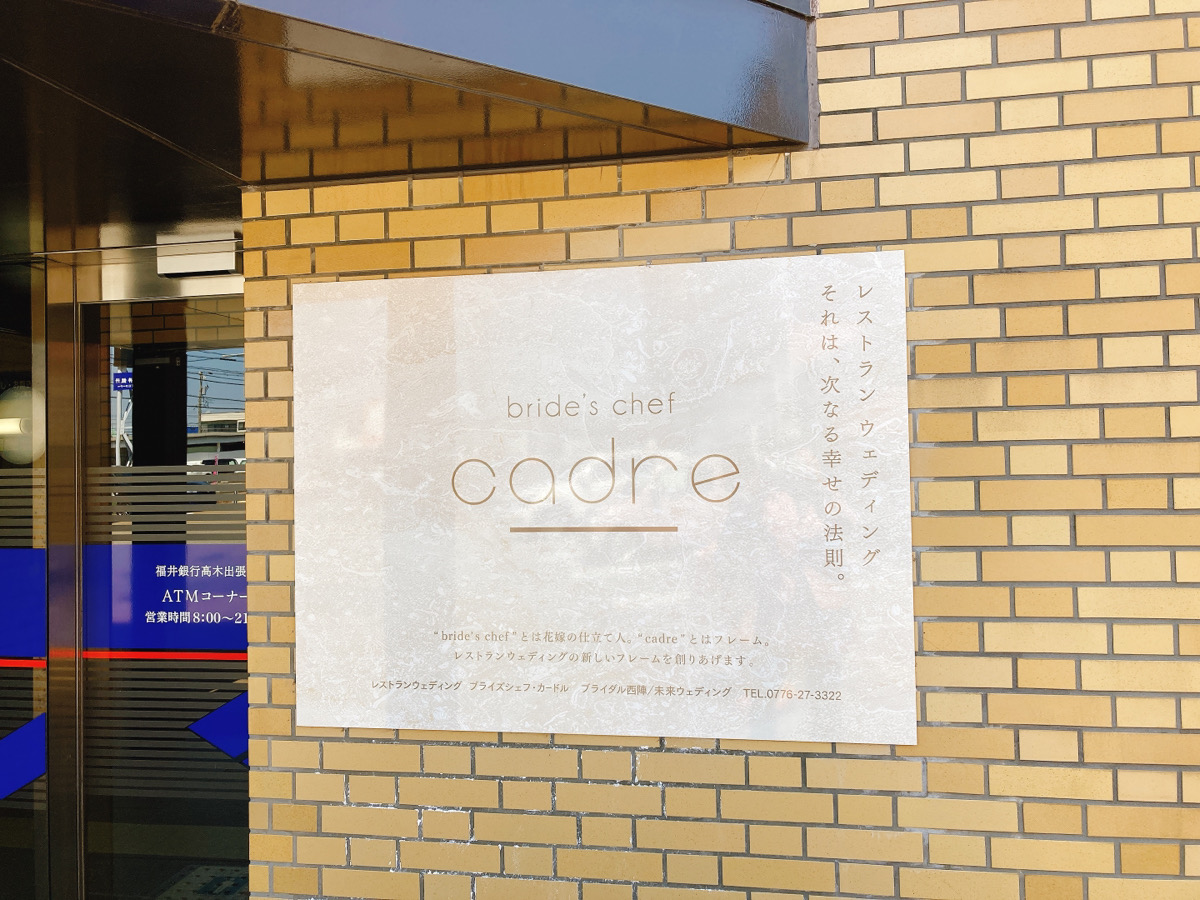 bride's chef
cadre
レストラン ウェディング
それは、次なる幸せの法則。
“bride's chef”とは花嫁の仕立て人。“cadre”とはフレーム。
レストランウェディングの新しいフレームを創りあげます。
レストランウェディング ブライズシェフ・カードル ブライダル西陣/未来ウェディング TEL.0776-27-3322
福井銀行高木出張
ATMコーナー
営業時間8:00〜21